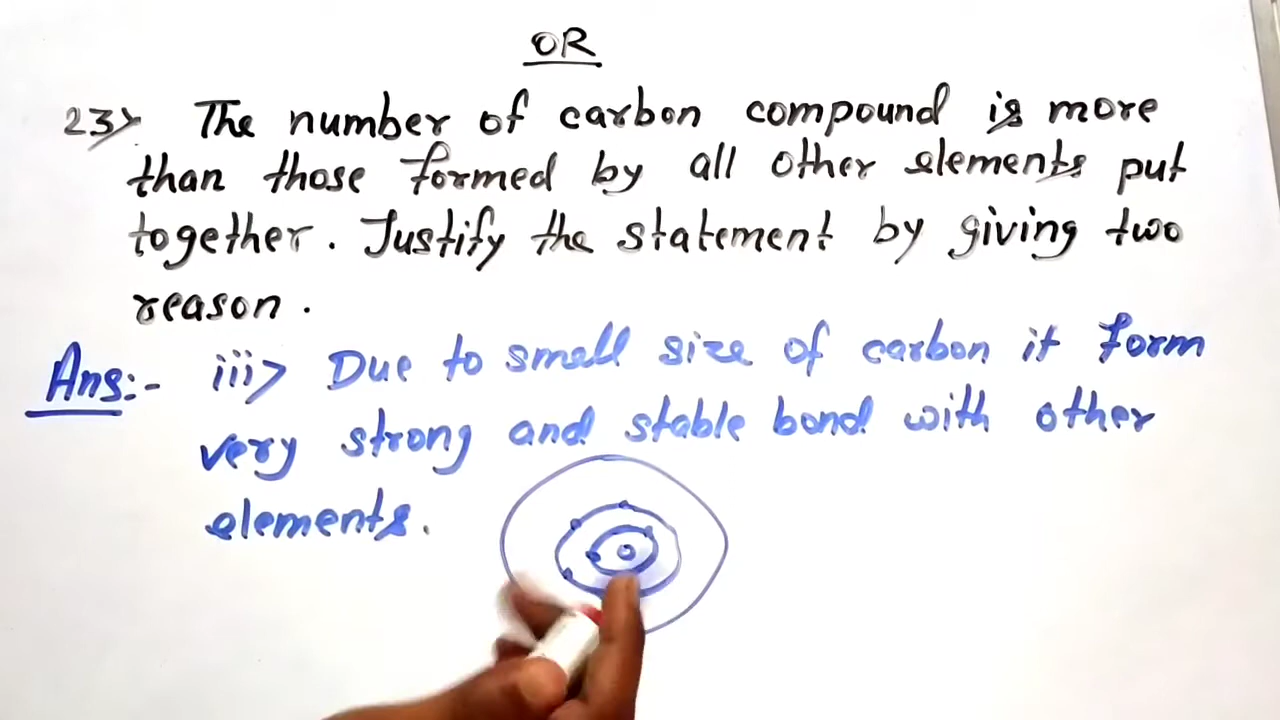 OR
23> The number of carbon compound is more
than those formed by all other elements put
together. Justify the statement by giving two
reason.
Ans:- iii> Due to small size of carbon it form
very strong and stable bond with other
elements.